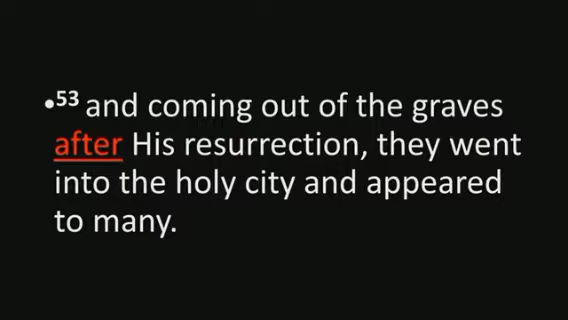 •53 and coming out of the graves
after His resurrection, they went
into the holy city and appeared
to many.